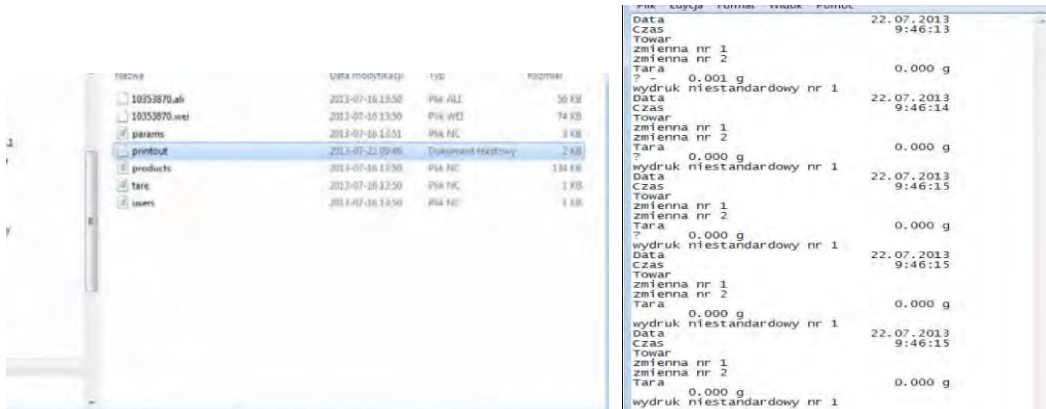 Nazwa Data modyfikacji Typ Rozmiar
10353870.ali 2013-07-16 13:50 Plik ALI 56 KB
10353870.wei 2013-07-16 13:50 Plik WEI 74 KB
params 2013-07-16 13:51 Plik NC 3 KB
printout 2013-07-22 09:46 Dokument tekstowy 2 KB
products 2013-07-16 13:50 Plik NC 134 KB
tare 2013-07-16 13:50 Plik NC 1 KB
users 2013-07-16 13:50 Plik NC 1 KB
Plik Edycja Format Widok Pomoc
Data 22.07.2013
Czas 9:46:13
Towar
zmienna nr 1
zmienna nr 2
Tara 0.000 g
? - 0.001 g
wydruk niestandardowy nr 1
Data 22.07.2013
Czas 9:46:14
Towar
zmienna nr 1
zmienna nr 2
Tara 0.000 g
? 0.000 g
wydruk niestandardowy nr 1
Data 22.07.2013
Czas 9:46:15
Towar
zmienna nr 1
zmienna nr 2
Tara 0.000 g
? 0.000 g
wydruk niestandardowy nr 1
Data 22.07.2013
Czas 9:46:15
Towar
zmienna nr 1
zmienna nr 2
Tara 0.000 g
0.000 g
wydruk niestandardowy nr 1
Data 22.07.2013
Czas 9:46:15
Towar
zmienna nr 1
zmienna nr 2
Tara 0.000 g
0.000 g
wydruk niestandardowy nr 1